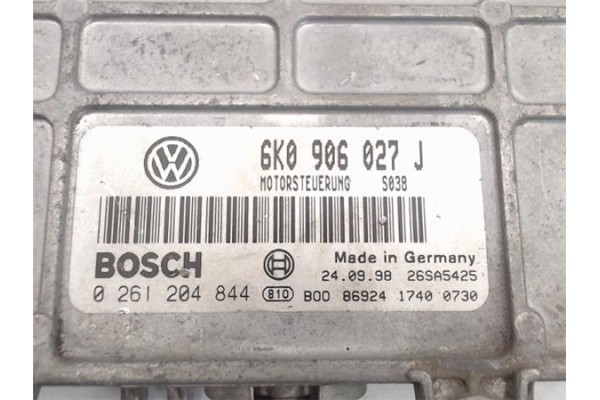 6K0 906 027 J
MOTORSTEUERUNG S038
BOSCH Made in Germany
24.09.98 26SA5425
0 261 204 844 810 B00 86924 1740 0730